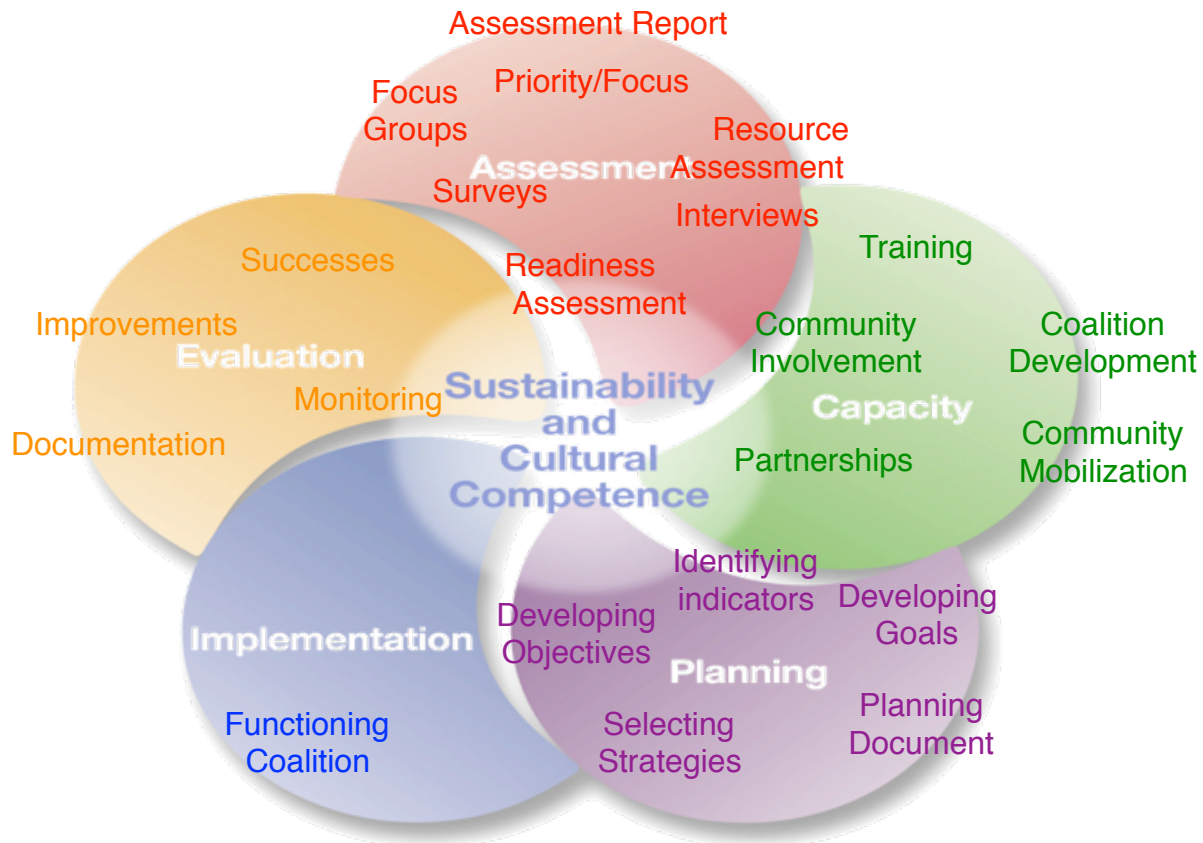 Assessment Report
Priority/Focus
Focus
Groups
Resource
Assessment
Assessment
Surveys
Interviews
Readiness
Assessment
Training
Community
Involvement
Coalition
Development
Capacity
Partnerships
Community
Mobilization
Identifying
indicators
Developing
Goals
Developing
Objectives
Planning
Selecting
Strategies
Planning
Document
Implementation
Functioning
Coalition
Successes
Improvements
Evaluation
Monitoring
Documentation
Sustainability
and
Cultural
Competence